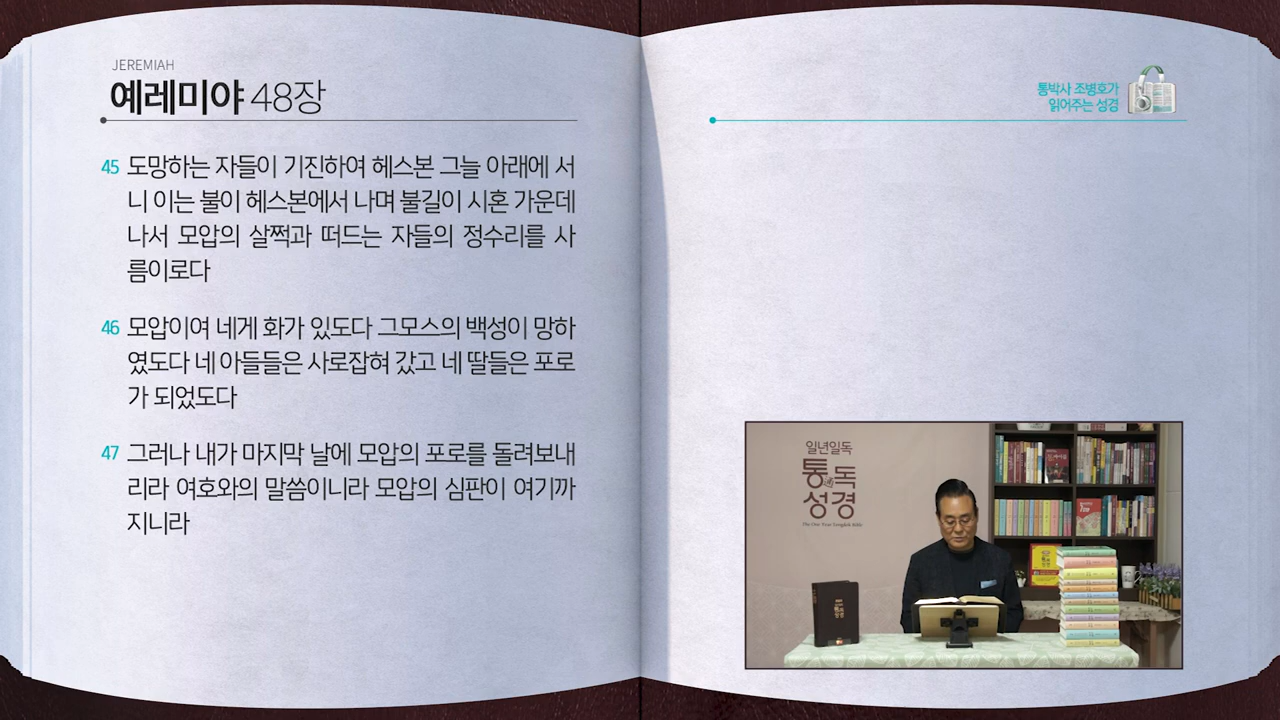 JEREMIAH
예레미야 48장
45 도망하는 자들이 기진하여 헤스본 그늘 아래에 서
니 이는 불이 헤스본에서 나며 불길이 시혼 가운데
나서 모압의 살쩍과 떠드는 자들의 정수리를 사
름이로다
46 모압이여 네게 화가 있도다 그모스의 백성이 망하
였도다 네 아들들은 사로잡혀 갔고 네 딸들은 포로
가 되었도다
47 그러나 내가 마지막 날에 모압의 포로를 돌려보내
리라 여호와의 말씀이니라 모압의 심판이 여기까
지니라
통박사 조병호가
읽어주는 성경
일년일독
통독
성경
The One Year Tongdok Bible